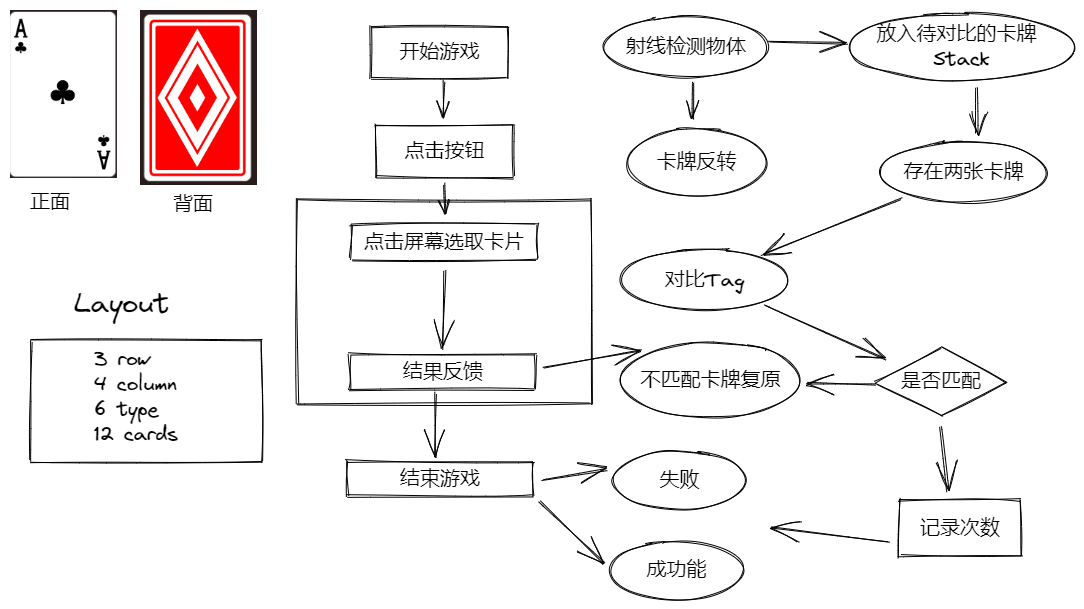 A
A
正面
背面
Layout
3 row
4 column
6 type
12 cards
开始游戏
点击按钮
点击屏幕选取卡片
结果反馈
结束游戏
射线检测物体
放入待对比的卡牌
Stack
卡牌反转
存在两张卡牌
对比Tag
不匹配卡牌复原
是否匹配
失败
记录次数
成功能